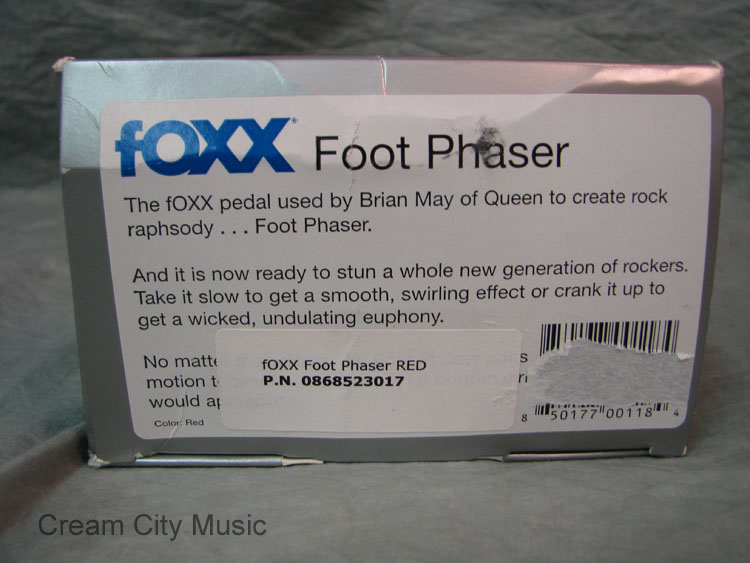 fOXX Foot Phaser
The fOXX pedal used by Brian May of Queen to create rock
raphsody . . . Foot Phaser.
And it is now ready to stun a whole new generation of rockers.
Take it slow to get a smooth, swirling effect or crank it up to
get a wicked, undulating euphony.
No matte
motion t
would ap
fOXX Foot Phaser RED
P.N. 0868523017
Color: Red
8 50177 00118 4
Cream City Music